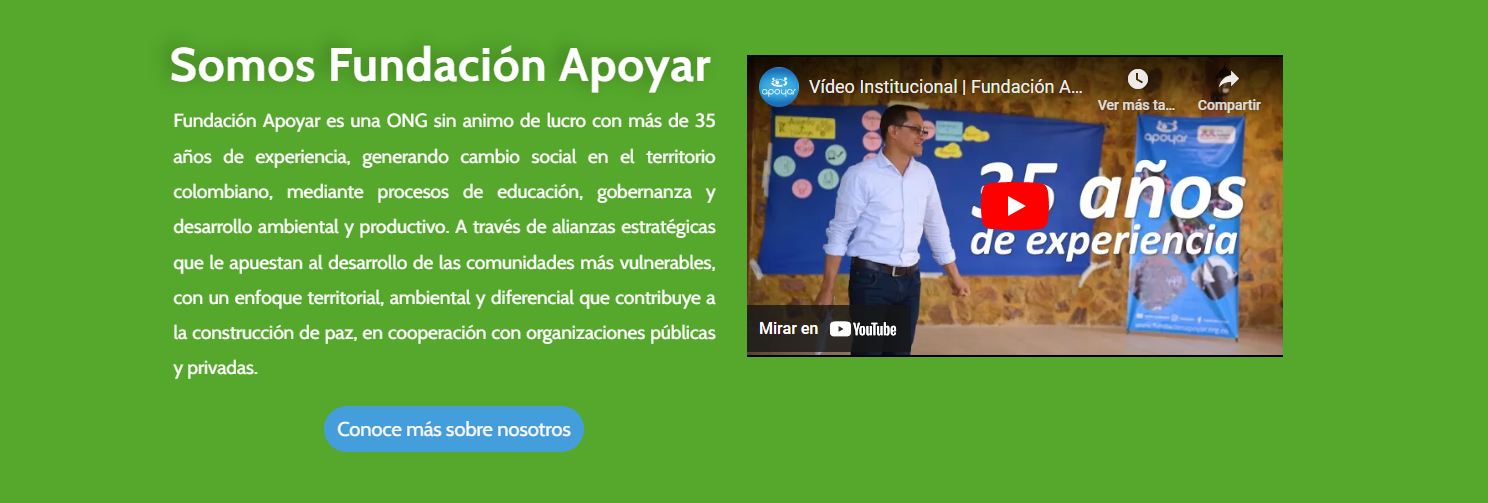 Somos Fundación Apoyar
Fundación Apoyar es una ONG sin animo de lucro con más de 35
años de experiencia, generando cambio social en el territorio
colombiano, mediante procesos de educación, gobernanza y
desarrollo ambiental y productivo. A través de alianzas estratégicas
que le apuestan al desarrollo de las comunidades más vulnerables,
con un enfoque territorial, ambiental y diferencial que contribuye a
la construcción de paz, en cooperación con organizaciones públicas
y privadas.
Conoce más sobre nosotros
apoyar
Vídeo Institucional | Fundación A...
Ver más ta...
Compartir
apoyar
35 años
de experiencia
www.fundacionapoyar.org.co
Mirar en YouTube